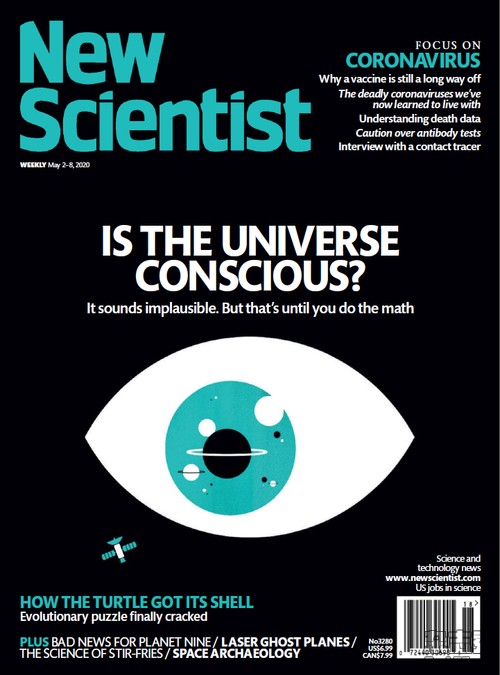 New
Scientist
WEEKLY May 2–8, 2020
FOCUS ON
CORONAVIRUS
Why a vaccine is still a long way off
The deadly coronaviruses we've
now learned to live with
Understanding death data
Caution over antibody tests
Interview with a contact tracer
IS THE UNIVERSE
CONSCIOUS?
It sounds implausible. But that's until you do the math
HOW THE TURTLE GOT ITS SHELL
Evolutionary puzzle finally cracked
PLUS BAD NEWS FOR PLANET NINE / LASER GHOST PLANES /
THE SCIENCE OF STIR-FRIES / SPACE ARCHAEOLOGY
Science and
technology news
www.newscientist.com
US jobs in science
No3280
US$6.99
CAN$7.99
1 8 >